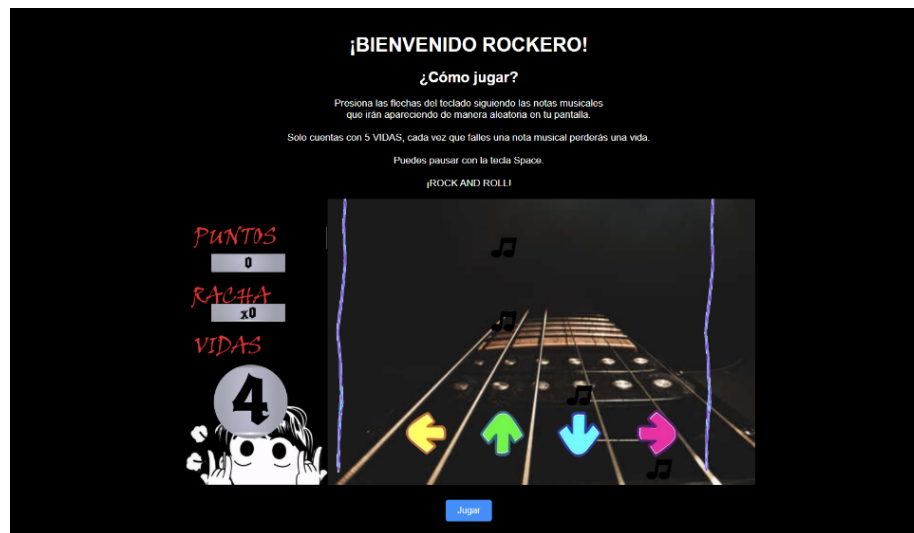 ¡BIENVENIDO ROCKERO!
¿Cómo jugar?
Presiona las flechas del teclado siguiendo las notas musicales
que irán apareciendo de manera aleatoria en tu pantalla.
Solo cuentas con 5 VIDAS, cada vez que falles una nota musical perderás una vida.
Puedes pausar con la tecla Space.
¡ROCK AND ROLL!
PUNTOS
0
RACHA
x0
VIDAS
4
Jugar